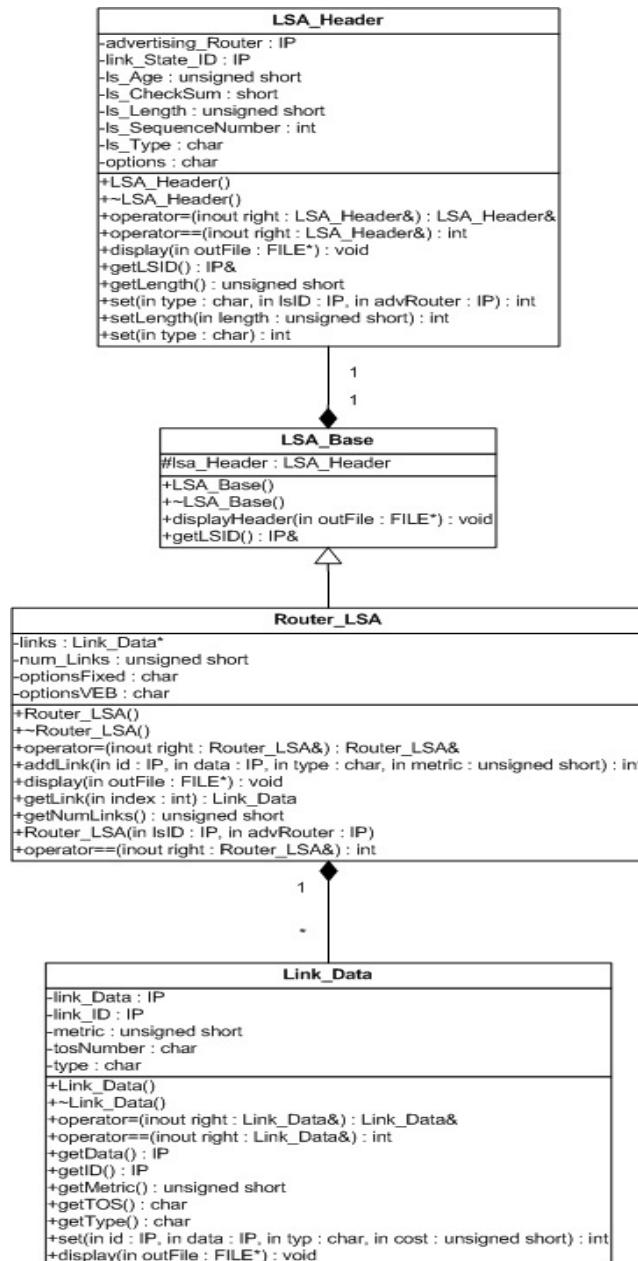 LSA_Header
-advertising_Router : IP
-link_State_ID : IP
-ls_Age : unsigned short
-ls_CheckSum : short
-ls_Length : unsigned short
-ls_SequenceNumber : int
-ls_Type : char
-options : char
+LSA_Header()
+~LSA_Header()
+operator=(inout right : LSA_Header&) : LSA_Header&
+operator==(inout right : LSA_Header&) : int
+display(in outFile : FILE*) : void
+getLSID() : IP&
+getLength() : unsigned short
+set(in type : char, in lsID : IP, in advRouter : IP) : int
+setLength(in length : unsigned short) : int
+set(in type : char) : int
1
1
LSA_Base
#lsa_Header : LSA_Header
+LSA_Base()
+~LSA_Base()
+displayHeader(in outFile : FILE*) : void
+getLSID() : IP&
Router_LSA
-links : Link_Data*
-num_Links : unsigned short
-optionsFixed : char
-optionsVEB : char
+Router_LSA()
+~Router_LSA()
+operator=(inout right : Router_LSA&) : Router_LSA&
+addLink(in id : IP, in data : IP, in type : char, in metric : unsigned short) : int
+display(in outFile : FILE*) : void
+getLink(in index : int) : Link_Data
+getNumLinks() : unsigned short
+Router_LSA(in lsID : IP, in advRouter : IP)
+operator==(inout right : Router_LSA&) : int
1
*
Link_Data
-link_Data : IP
-link_ID : IP
-metric : unsigned short
-tosNumber : char
-type : char
+Link_Data()
+~Link_Data()
+operator=(inout right : Link_Data&) : Link_Data&
+operator==(inout right : Link_Data&) : int
+getData() : IP
+getID() : IP
+getMetric() : unsigned short
+getTOS() : char
+getType() : char
+set(in id : IP, in data : IP, in typ : char, in cost : unsigned short) : int
+display(in outFile : FILE*) : void